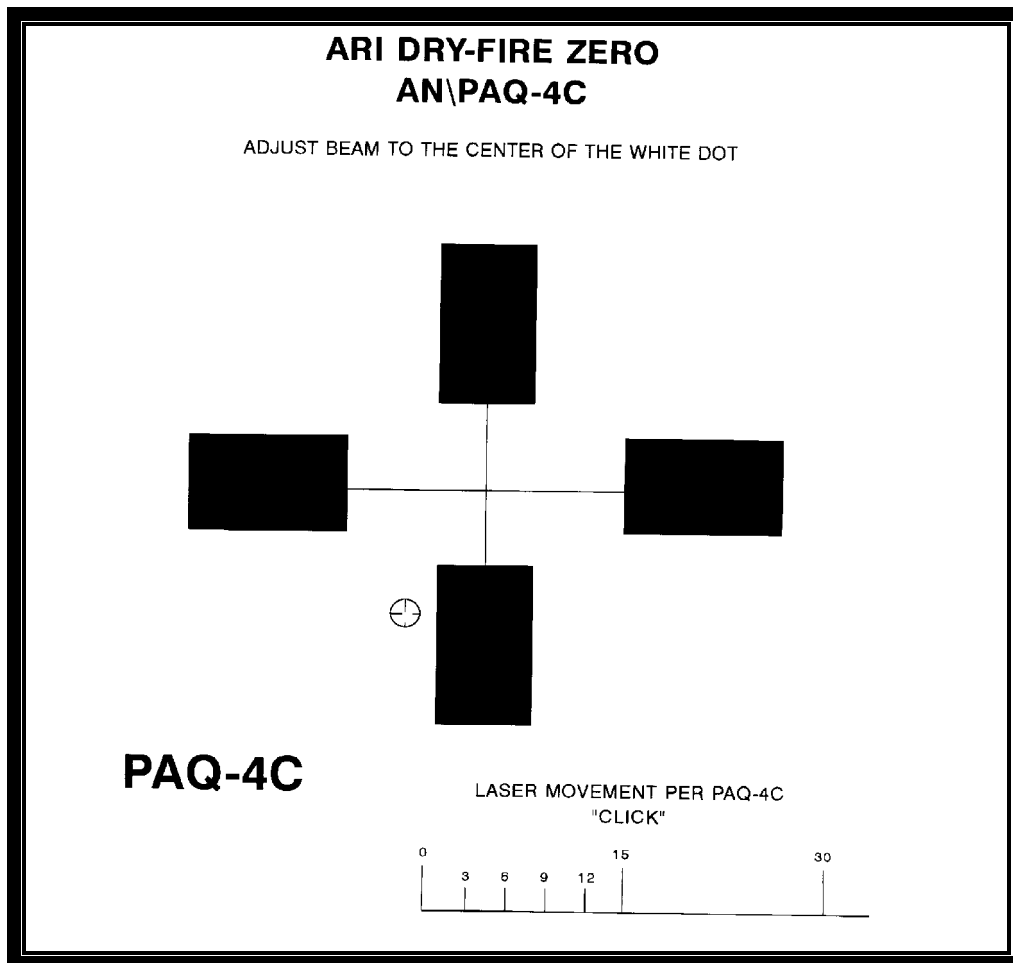 ARI DRY-FIRE ZERO
AN\PAQ-4C
ADJUST BEAM TO THE CENTER OF THE WHITE DOT
PAQ-4C
LASER MOVEMENT PER PAQ-4C
"CLICK"
0 3 6 9 12 15 30